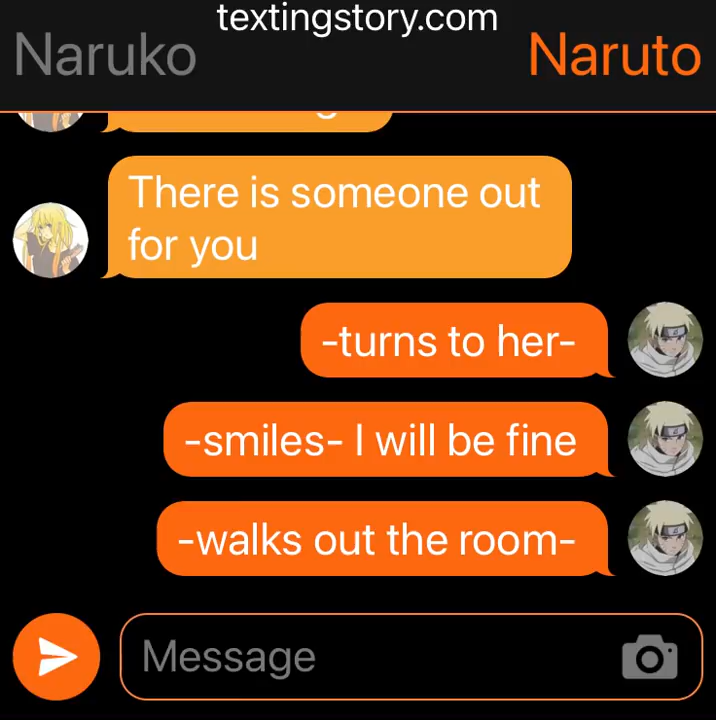 textingstory.com
Naruko
Naruto
There is someone out
for you
-turns to her-
-smiles- I will be fine
-walks out the room-
Message